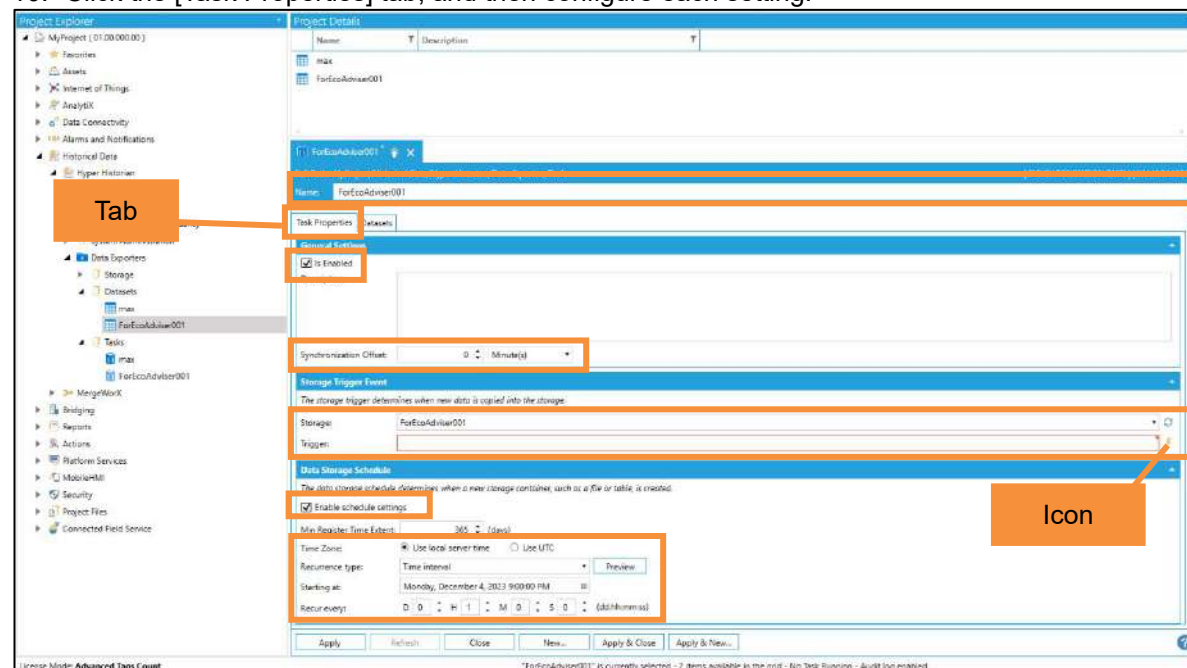 10. Click the [Task Properties] tab, and then configure each setting.
Project Explorer
MyProject (01.00.000.00)
Favorites
Assets
Internet of Things
AnalytiX
Data Connectivity
Alarms and Notifications
Historical Data
Hyper Historian
Data Exporters
Storage
Datasets
max
ForEcoAdviser001
Tasks
max
ForEcoAdviser001
MergeWorX
Bridging
Reports
Actions
Platform Services
MobileHMI
Security
Project Files
Connected Field Service
Tab
Project Details
Name Description
max
ForEcoAdviser001
ForEcoAdviser001*
Name: ForEcoAdviser001
Task Properties Datasets
General Settings
Is Enabled
Synchronization Offset: 0 Minute(s)
Storage Trigger Event
The storage trigger determines when new data is copied into the storage.
Storage: ForEcoAdviser001
Trigger:
Data Storage Schedule
The data storage schedule determines when a new storage container, such as a file or table, is created.
Enable schedule settings
Icon
Min Register Time Extent: 365 (days)
Time Zone: Use local server time Use UTC
Recurrence type: Time interval Preview
Starting at: Monday, December 4, 2023 9:00:00 PM
Recur every: D 0 H 1 M 0 S 0 (dd:hh:mm:ss)
Apply Refresh Close New... Apply & Close Apply & New...
License Mode: Advanced Tags Count "ForEcoAdviser001" is currently selected - 2 items available in the grid - No Task Running - Audit log enabled